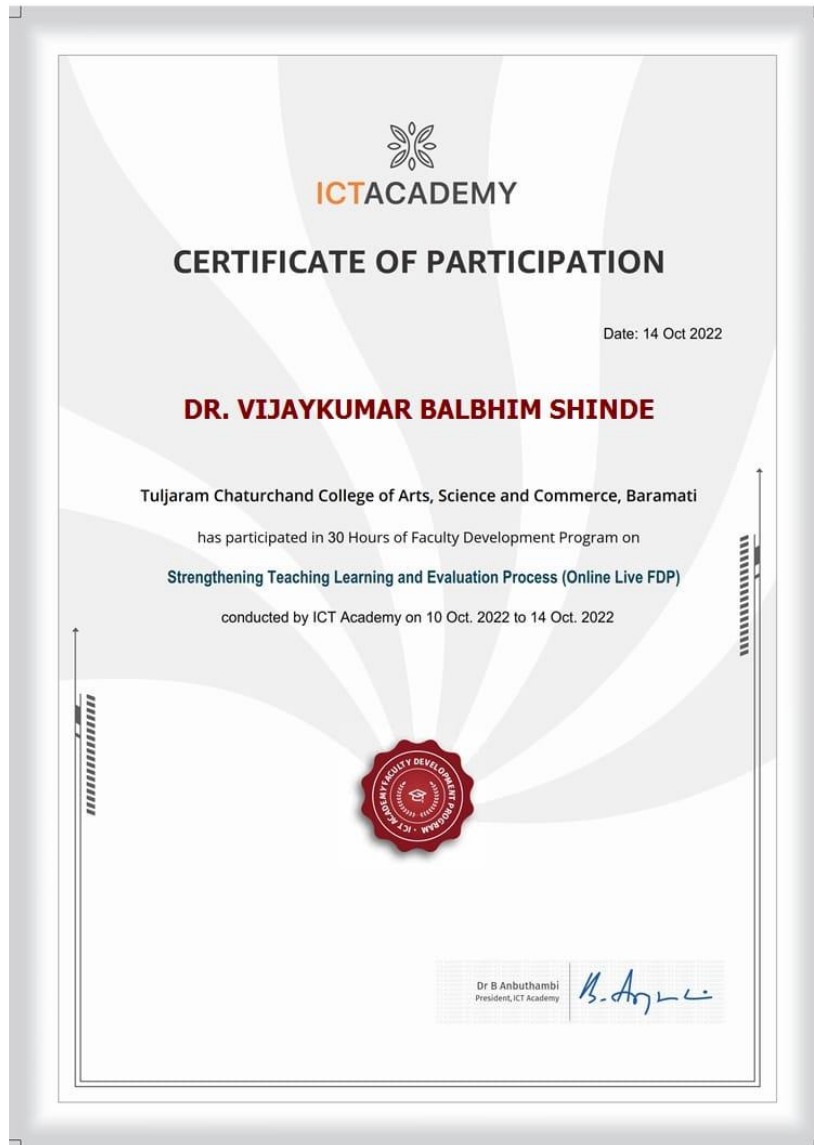 ICTACADEMY
CERTIFICATE OF PARTICIPATION
Date: 14 Oct 2022
DR. VIJAYKUMAR BALBHIM SHINDE
Tuljaram Chaturchand College of Arts, Science and Commerce, Baramati
has participated in 30 Hours of Faculty Development Program on
Strengthening Teaching Learning and Evaluation Process (Online Live FDP)
conducted by ICT Academy on 10 Oct. 2022 to 14 Oct. 2022
FACULTY DEVELOPMENT PROGRAM · ICT ACADEMY
Dr B Anbuthambi
President, ICT Academy